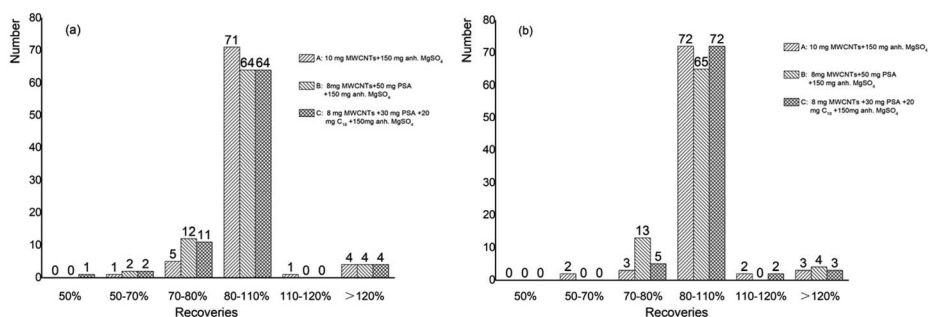 (a)
Number
80
70
60
50
40
30
20
10
0
0 0 1
1 2 2
5 12 11
71 64 64
1 0 0
4 4 4
50% 50-70% 70-80% 80-110% 110-120% >120%
Recoveries
A: 10 mg MWCNTs+150 mg anh. MgSO₄
B: 8mg MWCNTs+50 mg PSA
+150 mg anh. MgSO₄
C: 8 mg MWCNTs +30 mg PSA +20
mg C₁₈ +150mg anh. MgSO₄
(b)
Number
80
70
60
50
40
30
20
10
0
0 0 0
2 0 0
3 13 5
72 65 72
2 0 2
3 4 3
50% 50-70% 70-80% 80-110% 110-120% >120%
Recoveries
A: 10 mg MWCNTs+150 mg anh. MgSO₄
B: 8mg MWCNTs+50 mg PSA
+150 mg anh. MgSO₄
C: 8 mg MWCNTs +30 mg PSA +20
mg C₁₈ +150mg anh. MgSO₄